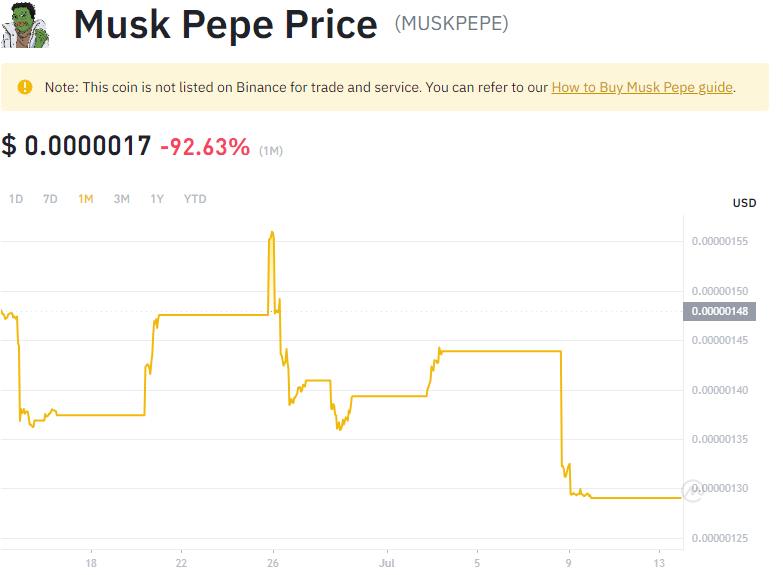 Musk Pepe Price (MUSKPEPE)
Note: This coin is not listed on Binance for trade and service. You can refer to our How to Buy Musk Pepe guide.
$ 0.0000017 -92.63% (1M)
1D 7D 1M 3M 1Y YTD
USD
0.00000155
0.00000150
0.00000148
0.00000145
0.00000140
0.00000135
0.00000130
0.00000125
18 22 26 Jul 5 9 13